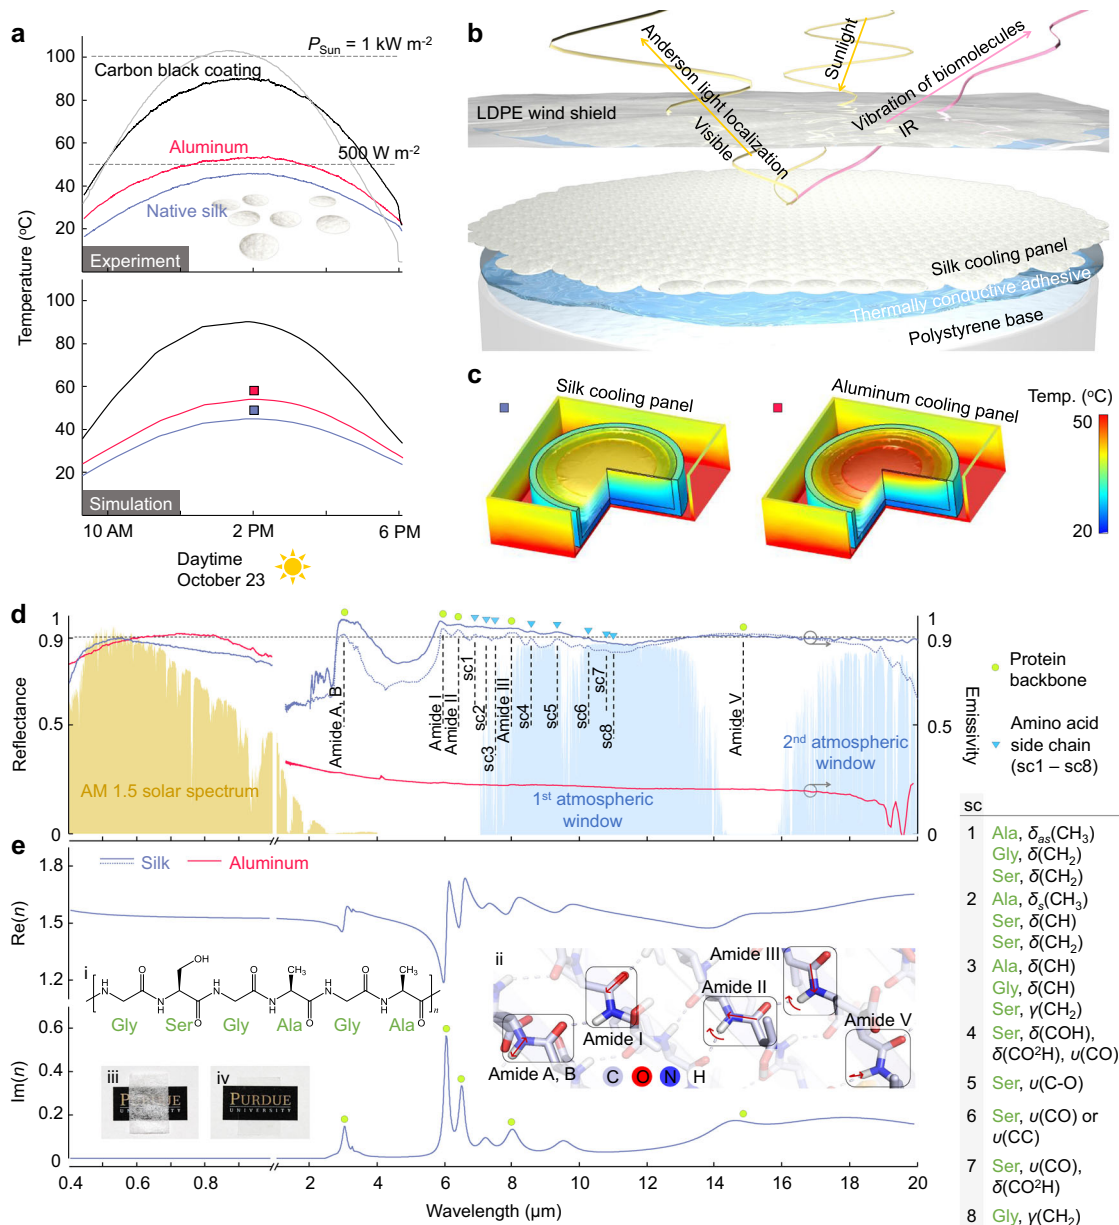 a
P_Sun = 1 kW m-2
Carbon black coating
Aluminum
500 W m-2
Native silk
Experiment
100
80
60
40
20
Temperature (oC)
100
80
60
40
20
Simulation
10 AM
2 PM
6 PM
Daytime
October 23
b
Sunlight
Anderson light localization
Visible
Vibration of biomolecules
IR
LDPE wind shield
Silk cooling panel
Thermally conductive adhesive
Polystyrene base
c
Silk cooling panel
Aluminum cooling panel
Temp. (oC)
50
20
d
1
0.9
0.5
0
Reflectance
1
0.9
0.5
0
Emissivity
Amide A, B
Amide I
Amide II
sc1
sc2
sc3
Amide III
sc4
sc5
sc6
sc7
sc8
Amide V
AM 1.5 solar spectrum
1st atmospheric
window
2nd atmospheric
window
Protein
backbone
Amino acid
side chain
(sc1 – sc8)
e
Silk
Aluminum
1.8
1.5
1.2
Re(n)
i
OH
H
N
O
N
H
O
H
N
O
CH3
N
H
O
H
N
O
CH3
N
H
O
n
Gly
Ser
Gly
Ala
Gly
Ala
ii
Amide A, B
Amide I
Amide II
Amide III
Amide V
C
O
N
H
iii
PURDUE
UNIVERSITY
iv
PURDUE
UNIVERSITY
0.6
0.4
0.2
0
Im(n)
0.4
0.6
0.8
2
4
6
8
10
12
14
16
18
20
Wavelength (μm)
sc
1
Ala, δas(CH3)
Gly, δ(CH2)
Ser, δ(CH2)
2
Ala, δs(CH3)
Ser, δ(CH)
Ser, δ(CH2)
3
Ala, δ(CH)
Gly, δ(CH)
Ser, γ(CH2)
4
Ser, δ(COH),
δ(CO2H), υ(CO)
5
Ser, υ(C-O)
6
Ser, υ(CO) or
υ(CC)
7
Ser, υ(CO),
δ(CO2H)
8
Gly, γ(CH2)